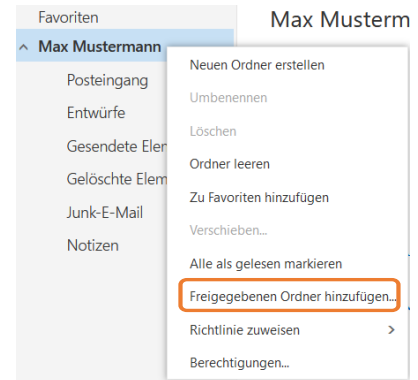 Favoriten
Max Musterm
Max Mustermann
Neuen Ordner erstellen
Posteingang
Umbenennen
Entwürfe
Löschen
Gesendete Elem
Ordner leeren
Gelöschte Elem
Zu Favoriten hinzufügen
Junk-E-Mail
Verschieben...
Notizen
Alle als gelesen markieren
Freigegebenen Ordner hinzufügen...
Richtlinie zuweisen
Berechtigungen...